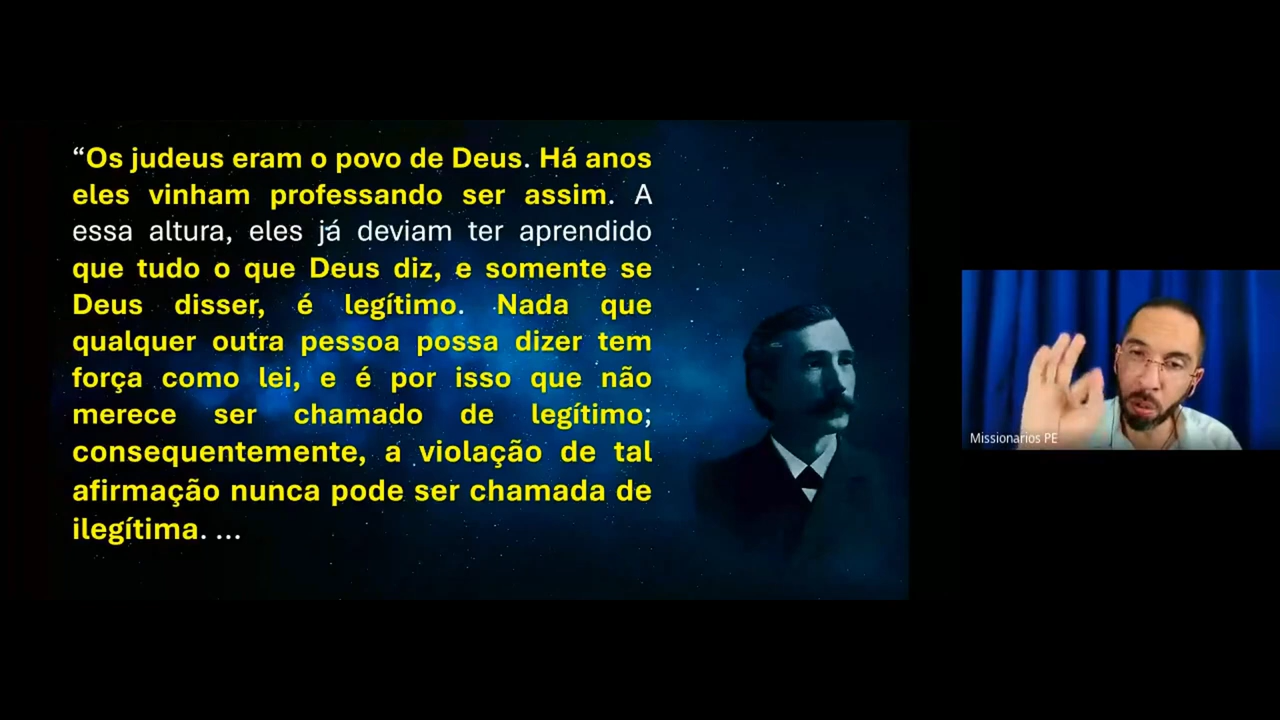 “Os judeus eram o povo de Deus. Há anos
eles vinham professando ser assim. A
essa altura, eles já deviam ter aprendido
que tudo o que Deus diz, e somente se
Deus disser, é legítimo. Nada que
qualquer outra pessoa possa dizer tem
força como lei, e é por isso que não
merece ser chamado de legítimo;
consequentemente, a violação de tal
afirmação nunca pode ser chamada de
ilegítima. ...
Missionarios PE